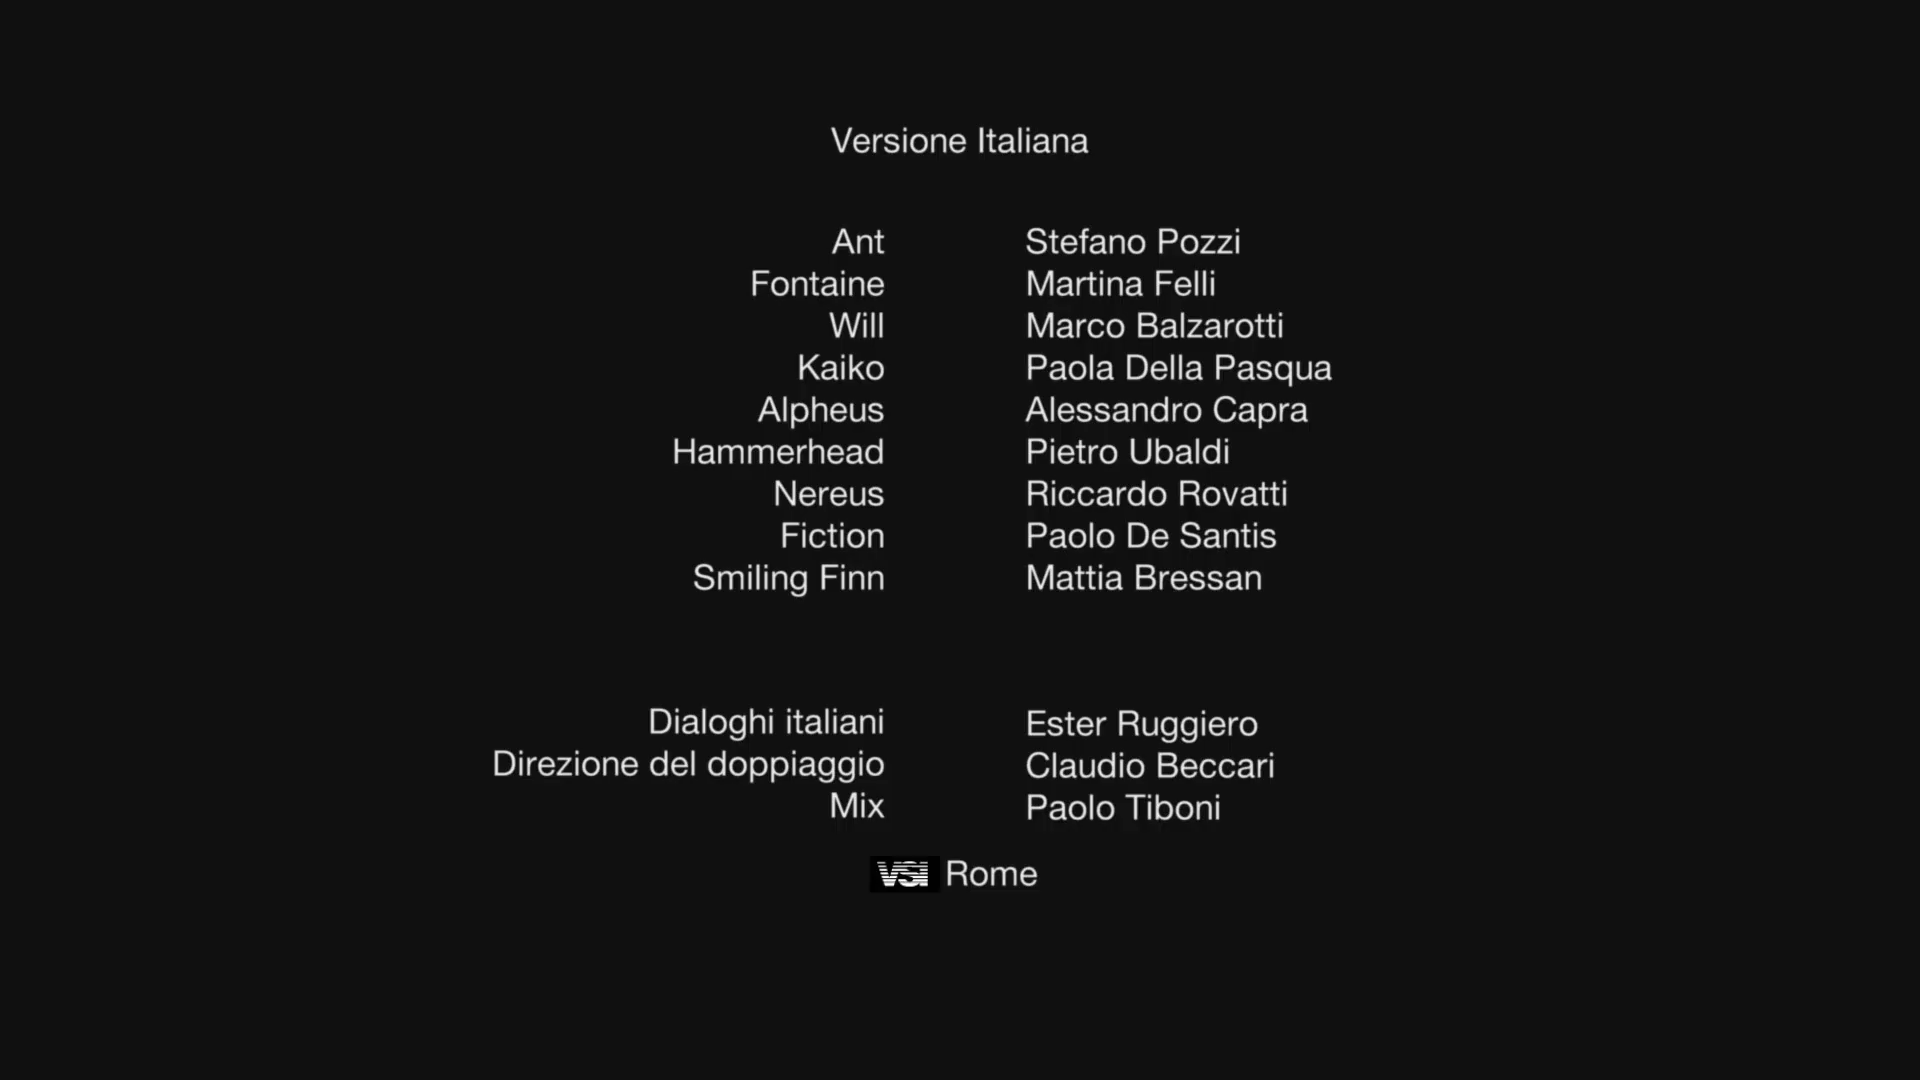 Versione Italiana
Ant Stefano Pozzi
Fontaine Martina Felli
Will Marco Balzarotti
Kaiko Paola Della Pasqua
Alpheus Alessandro Capra
Hammerhead Pietro Ubaldi
Nereus Riccardo Rovatti
Fiction Paolo De Santis
Smiling Finn Mattia Bressan
Dialoghi italiani Ester Ruggiero
Direzione del doppiaggio Claudio Beccari
Mix Paolo Tiboni
VSI Rome